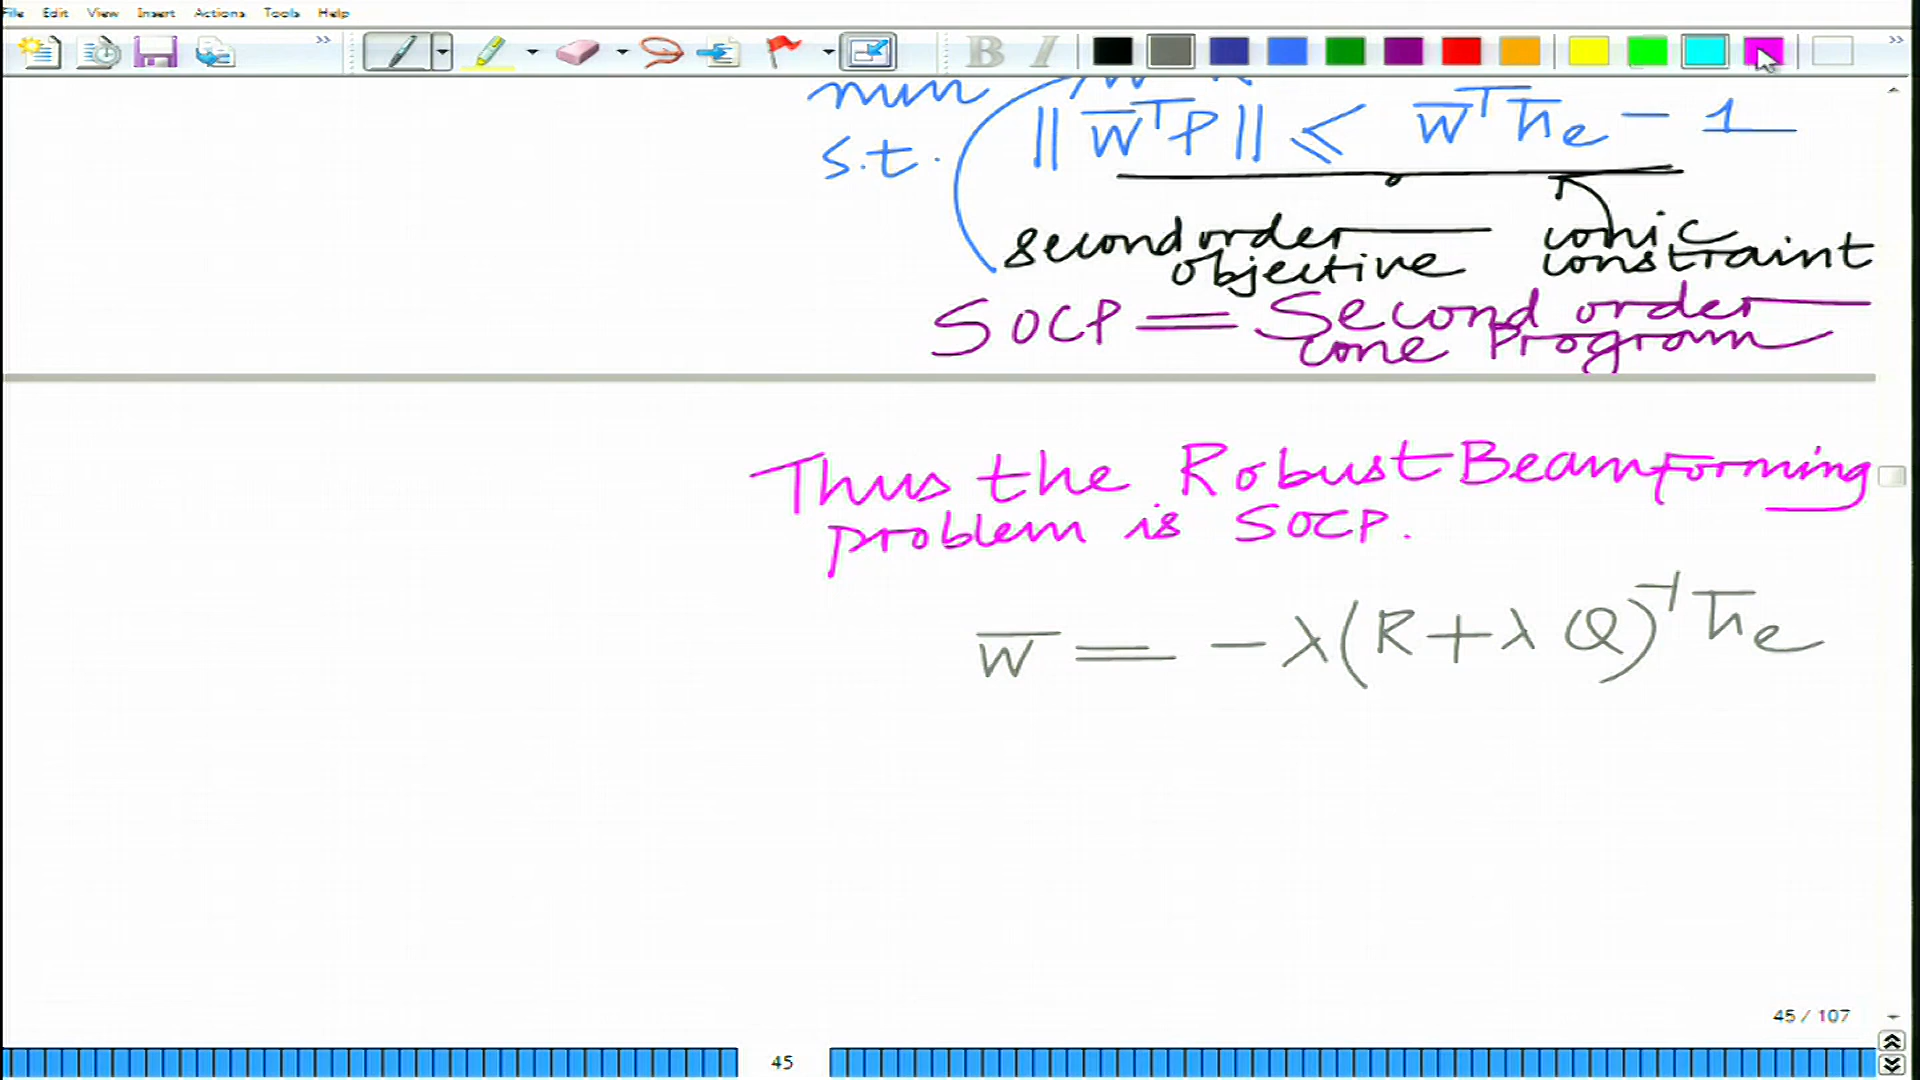 File Edit View Insert Actions Tools Help
min
s.t. ‖w̅ᵀP‖ ⩽ w̅ᵀh̅ₑ - 1
second order objective
conic constraint
SOCP = Second order
cone Program
Thus the Robust Beamforming
problem is SOCP.
w̅ = -λ(R+λQ)⁻¹h̅ₑ
45 / 107
45